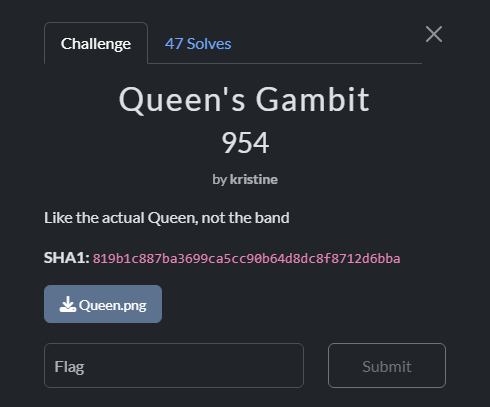 Challenge
47 Solves
Queen's Gambit
954
by kristine
Like the actual Queen, not the band
SHA1: 819b1c887ba3699ca5cc90b64d8dc8f8712d6bba
Queen.png
Flag
Submit